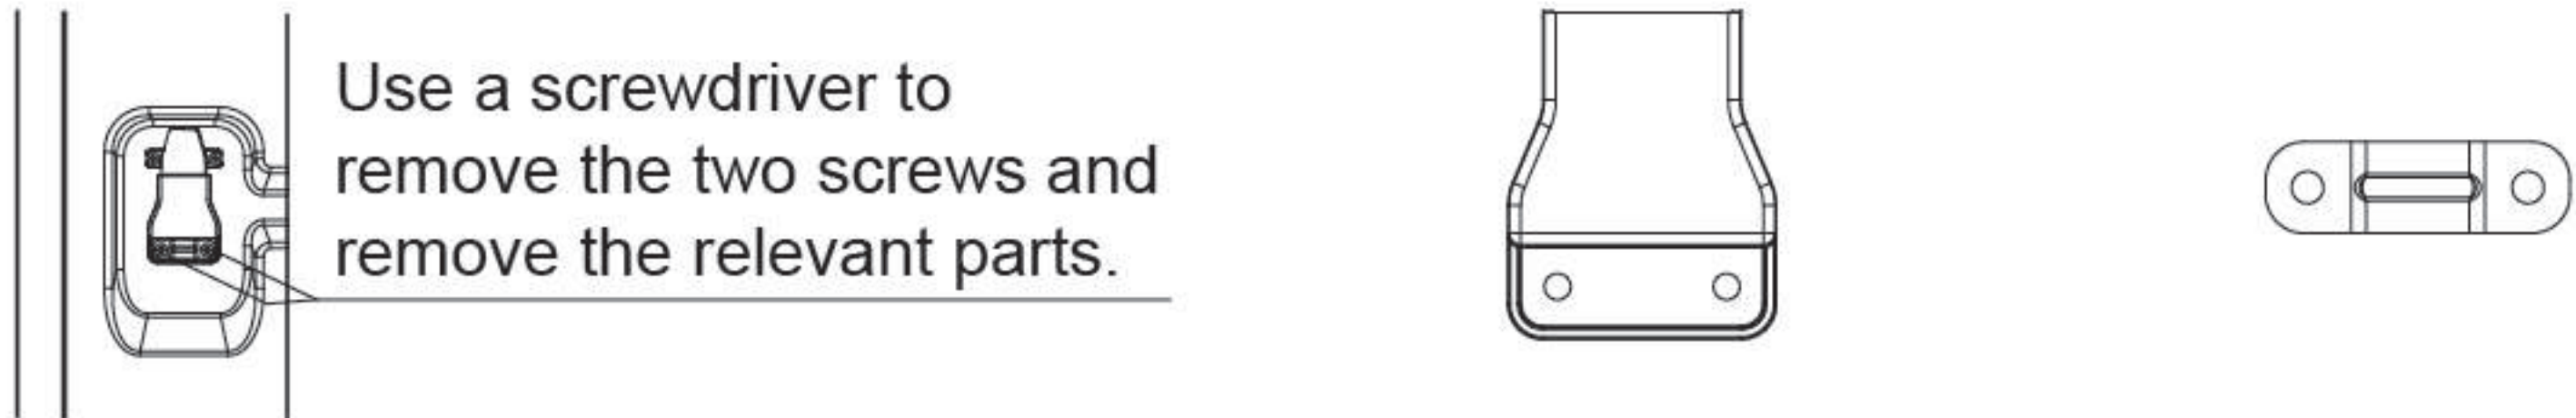 Use a screwdriver to
remove the two screws and
remove the relevant parts.